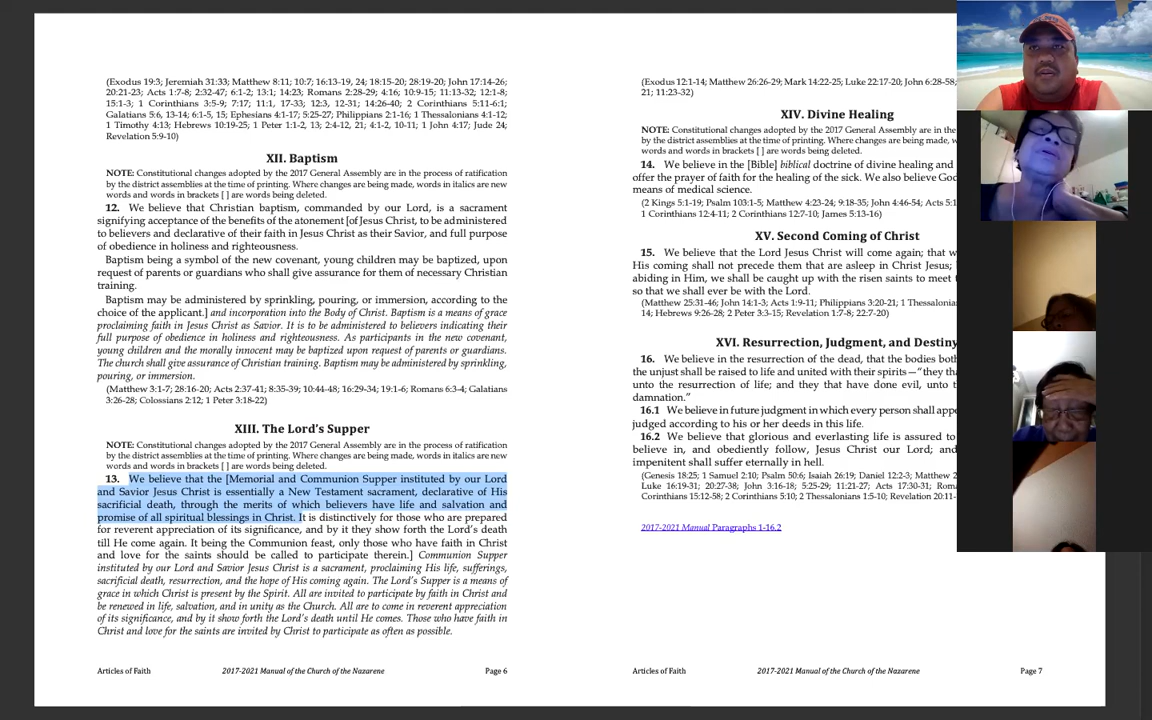 (Exodus 19:3; Jeremiah 31:33; Matthew 8:11; 10:7; 16:13-19, 24; 18:15-20; 28:19-20; John 17:14-26;
20:21-23; Acts 1:7-8; 2:32-47; 6:1-2; 13:1; 14:23; Romans 2:28-29; 4:16; 10:9-15; 11:13-32; 12:1-8;
15:1-3; 1 Corinthians 3:5-9; 7:17; 11:1, 17-33; 12:3, 12-31; 14:26-40; 2 Corinthians 5:11-6:1;
Galatians 5:6, 13-14; 6:1-5, 15; Ephesians 4:1-17; 5:25-27; Philippians 2:1-16; 1 Thessalonians 4:1-12;
1 Timothy 4:13; Hebrews 10:19-25; 1 Peter 1:1-2, 13; 2:4-12, 21; 4:1-2, 10-11; 1 John 4:17; Jude 24;
Revelation 5:9-10)
XII. Baptism
NOTE: Constitutional changes adopted by the 2017 General Assembly are in the process of ratification
by the district assemblies at the time of printing. Where changes are being made, words in italics are new
words and words in brackets [ ] are words being deleted.
12. We believe that Christian baptism, commanded by our Lord, is a sacrament
signifying acceptance of the benefits of the atonement [of Jesus Christ, to be administered
to believers and declarative of their faith in Jesus Christ as their Savior, and full purpose
of obedience in holiness and righteousness.
Baptism being a symbol of the new covenant, young children may be baptized, upon
request of parents or guardians who shall give assurance for them of necessary Christian
training.
Baptism may be administered by sprinkling, pouring, or immersion, according to the
choice of the applicant.] and incorporation into the Body of Christ. Baptism is a means of grace
proclaiming faith in Jesus Christ as Savior. It is to be administered to believers indicating their
full purpose of obedience in holiness and righteousness. As participants in the new covenant,
young children and the morally innocent may be baptized upon request of parents or guardians.
The church shall give assurance of Christian training. Baptism may be administered by sprinkling,
pouring, or immersion.
(Matthew 3:1-7; 28:16-20; Acts 2:37-41; 8:35-39; 10:44-48; 16:29-34; 19:1-6; Romans 6:3-4; Galatians
3:26-28; Colossians 2:12; 1 Peter 3:18-22)
XIII. The Lord's Supper
NOTE: Constitutional changes adopted by the 2017 General Assembly are in the process of ratification
by the district assemblies at the time of printing. Where changes are being made, words in italics are new
words and words in brackets [ ] are words being deleted.
13. We believe that the [Memorial and Communion Supper instituted by our Lord
and Savior Jesus Christ is essentially a New Testament sacrament, declarative of His
sacrificial death, through the merits of which believers have life and salvation and
promise of all spiritual blessings in Christ. It is distinctively for those who are prepared
for reverent appreciation of its significance, and by it they show forth the Lord's death
till He come again. It being the Communion feast, only those who have faith in Christ
and love for the saints should be called to participate therein.] Communion Supper
instituted by our Lord and Savior Jesus Christ is a sacrament, proclaiming His life, sufferings,
sacrificial death, resurrection, and the hope of His coming again. The Lord's Supper is a means of
grace in which Christ is present by the Spirit. All are invited to participate by faith in Christ and
be renewed in life, salvation, and in unity as the Church. All are to come in reverent appreciation
of its significance, and by it show forth the Lord's death until He comes. Those who have faith in
Christ and love for the saints are invited by Christ to participate as often as possible.
Articles of Faith 2017-2021 Manual of the Church of the Nazarene Page 6
(Exodus 12:1-14; Matthew 26:26-29; Mark 14:22-25; Luke 22:17-20; John 6:28-58;
21; 11:23-32)
XIV. Divine Healing
NOTE: Constitutional changes adopted by the 2017 General Assembly are in the
by the district assemblies at the time of printing. Where changes are being made, w
words and words in brackets [ ] are words being deleted.
14. We believe in the [Bible] biblical doctrine of divine healing and
offer the prayer of faith for the healing of the sick. We also believe God
means of medical science.
(2 Kings 5:1-19; Psalm 103:1-5; Matthew 4:23-24; 9:18-35; John 4:46-54; Acts 5:1
1 Corinthians 12:4-11; 2 Corinthians 12:7-10; James 5:13-16)
XV. Second Coming of Christ
15. We believe that the Lord Jesus Christ will come again; that w
His coming shall not precede them that are asleep in Christ Jesus;
abiding in Him, we shall be caught up with the risen saints to meet t
so that we shall ever be with the Lord.
(Matthew 25:31-46; John 14:1-3; Acts 1:9-11; Philippians 3:20-21; 1 Thessalonia
14; Hebrews 9:26-28; 2 Peter 3:3-15; Revelation 1:7-8; 22:7-20)
XVI. Resurrection, Judgment, and Destiny
16. We believe in the resurrection of the dead, that the bodies both
the unjust shall be raised to life and united with their spirits—"they tha
unto the resurrection of life; and they that have done evil, unto t
damnation."
16.1 We believe in future judgment in which every person shall appe
judged according to his or her deeds in this life.
16.2 We believe that glorious and everlasting life is assured to
believe in, and obediently follow, Jesus Christ our Lord; and
impenitent shall suffer eternally in hell.
(Genesis 18:25; 1 Samuel 2:10; Psalm 50:6; Isaiah 26:19; Daniel 12:2-3; Matthew 2
Luke 16:19-31; 20:27-38; John 3:16-18; 5:25-29; 11:21-27; Acts 17:30-31; Roma
Corinthians 15:12-58; 2 Corinthians 5:10; 2 Thessalonians 1:5-10; Revelation 20:11-
2017-2021 Manual Paragraphs 1-16.2
Articles of Faith 2017-2021 Manual of the Church of the Nazarene Page 7